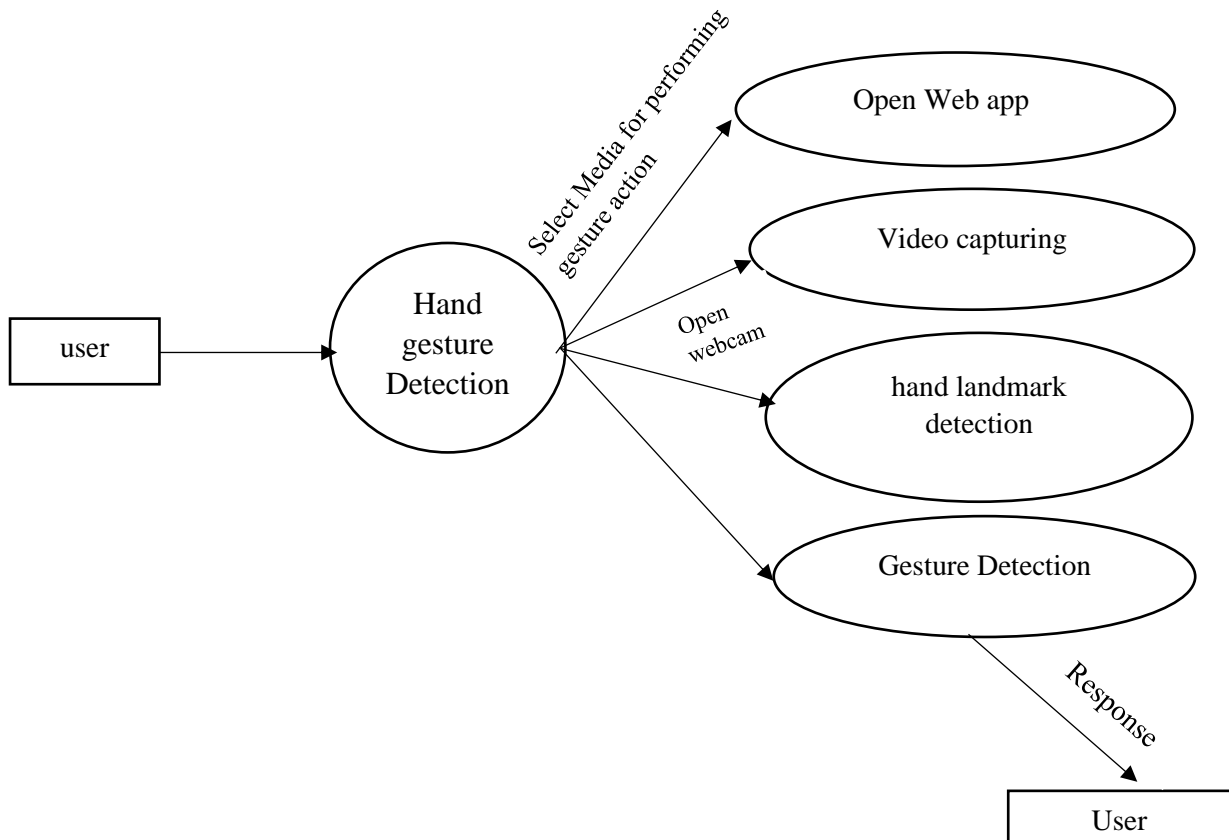 Select Media for performing
gesture action
Open Web app
Video capturing
Hand
gesture
Detection
user
Open
webcam
hand landmark
detection
Gesture Detection
Response
User